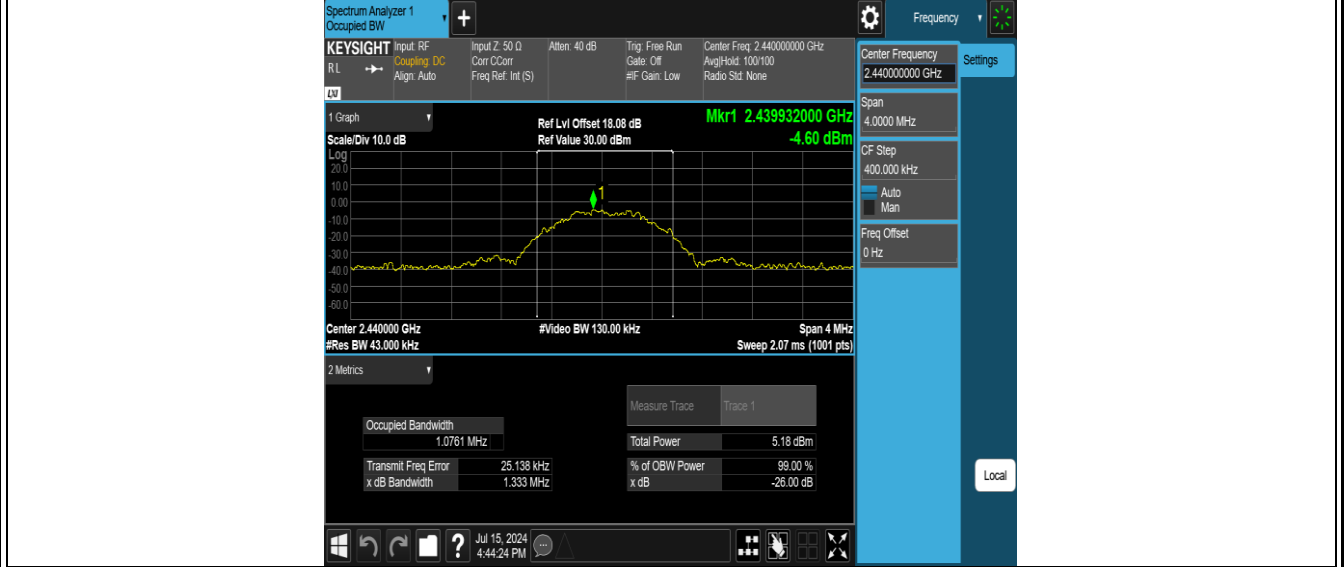 Spectrum Analyzer 1
Occupied BW
+
Frequency
KEYSIGHT
RL
LXI
Input: RF
Coupling: DC
Align: Auto
Input Z: 50 Ω
Corr CCorr
Freq Ref: Int (S)
Atten: 40 dB
Trig: Free Run
Gate: Off
#IF Gain: Low
Center Freq: 2.440000000 GHz
Avg|Hold: 100/100
Radio Std: None
Center Frequency
2.440000000 GHz
Settings
Span
4.0000 MHz
CF Step
400.000 kHz
Auto
Man
Freq Offset
0 Hz
Local
1 Graph
Scale/Div 10.0 dB
Ref Lvl Offset 18.08 dB
Ref Value 30.00 dBm
Mkr1 2.439932000 GHz
-4.60 dBm
Log
20.0
10.0
0.00
-10.0
-20.0
-30.0
-40.0
-50.0
-60.0
1
Center 2.440000 GHz
#Video BW 130.00 kHz
Span 4 MHz
#Res BW 43.000 kHz
Sweep 2.07 ms (1001 pts)
2 Metrics
Measure Trace Trace 1
Occupied Bandwidth
1.0761 MHz
Total Power 5.18 dBm
Transmit Freq Error 25.138 kHz
% of OBW Power 99.00 %
x dB Bandwidth 1.333 MHz
x dB -26.00 dB
?
Jul 15, 2024
4:44:24 PM